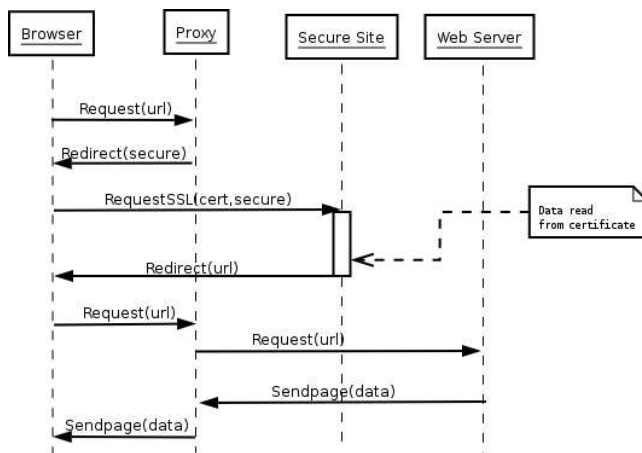 Browser
Proxy
Secure Site
Web Server
Request(url)
Redirect(secure)
RequestSSL(cert,secure)
Data read
from certificate
Redirect(url)
Request(url)
Request(url)
Sendpage(data)
Sendpage(data)